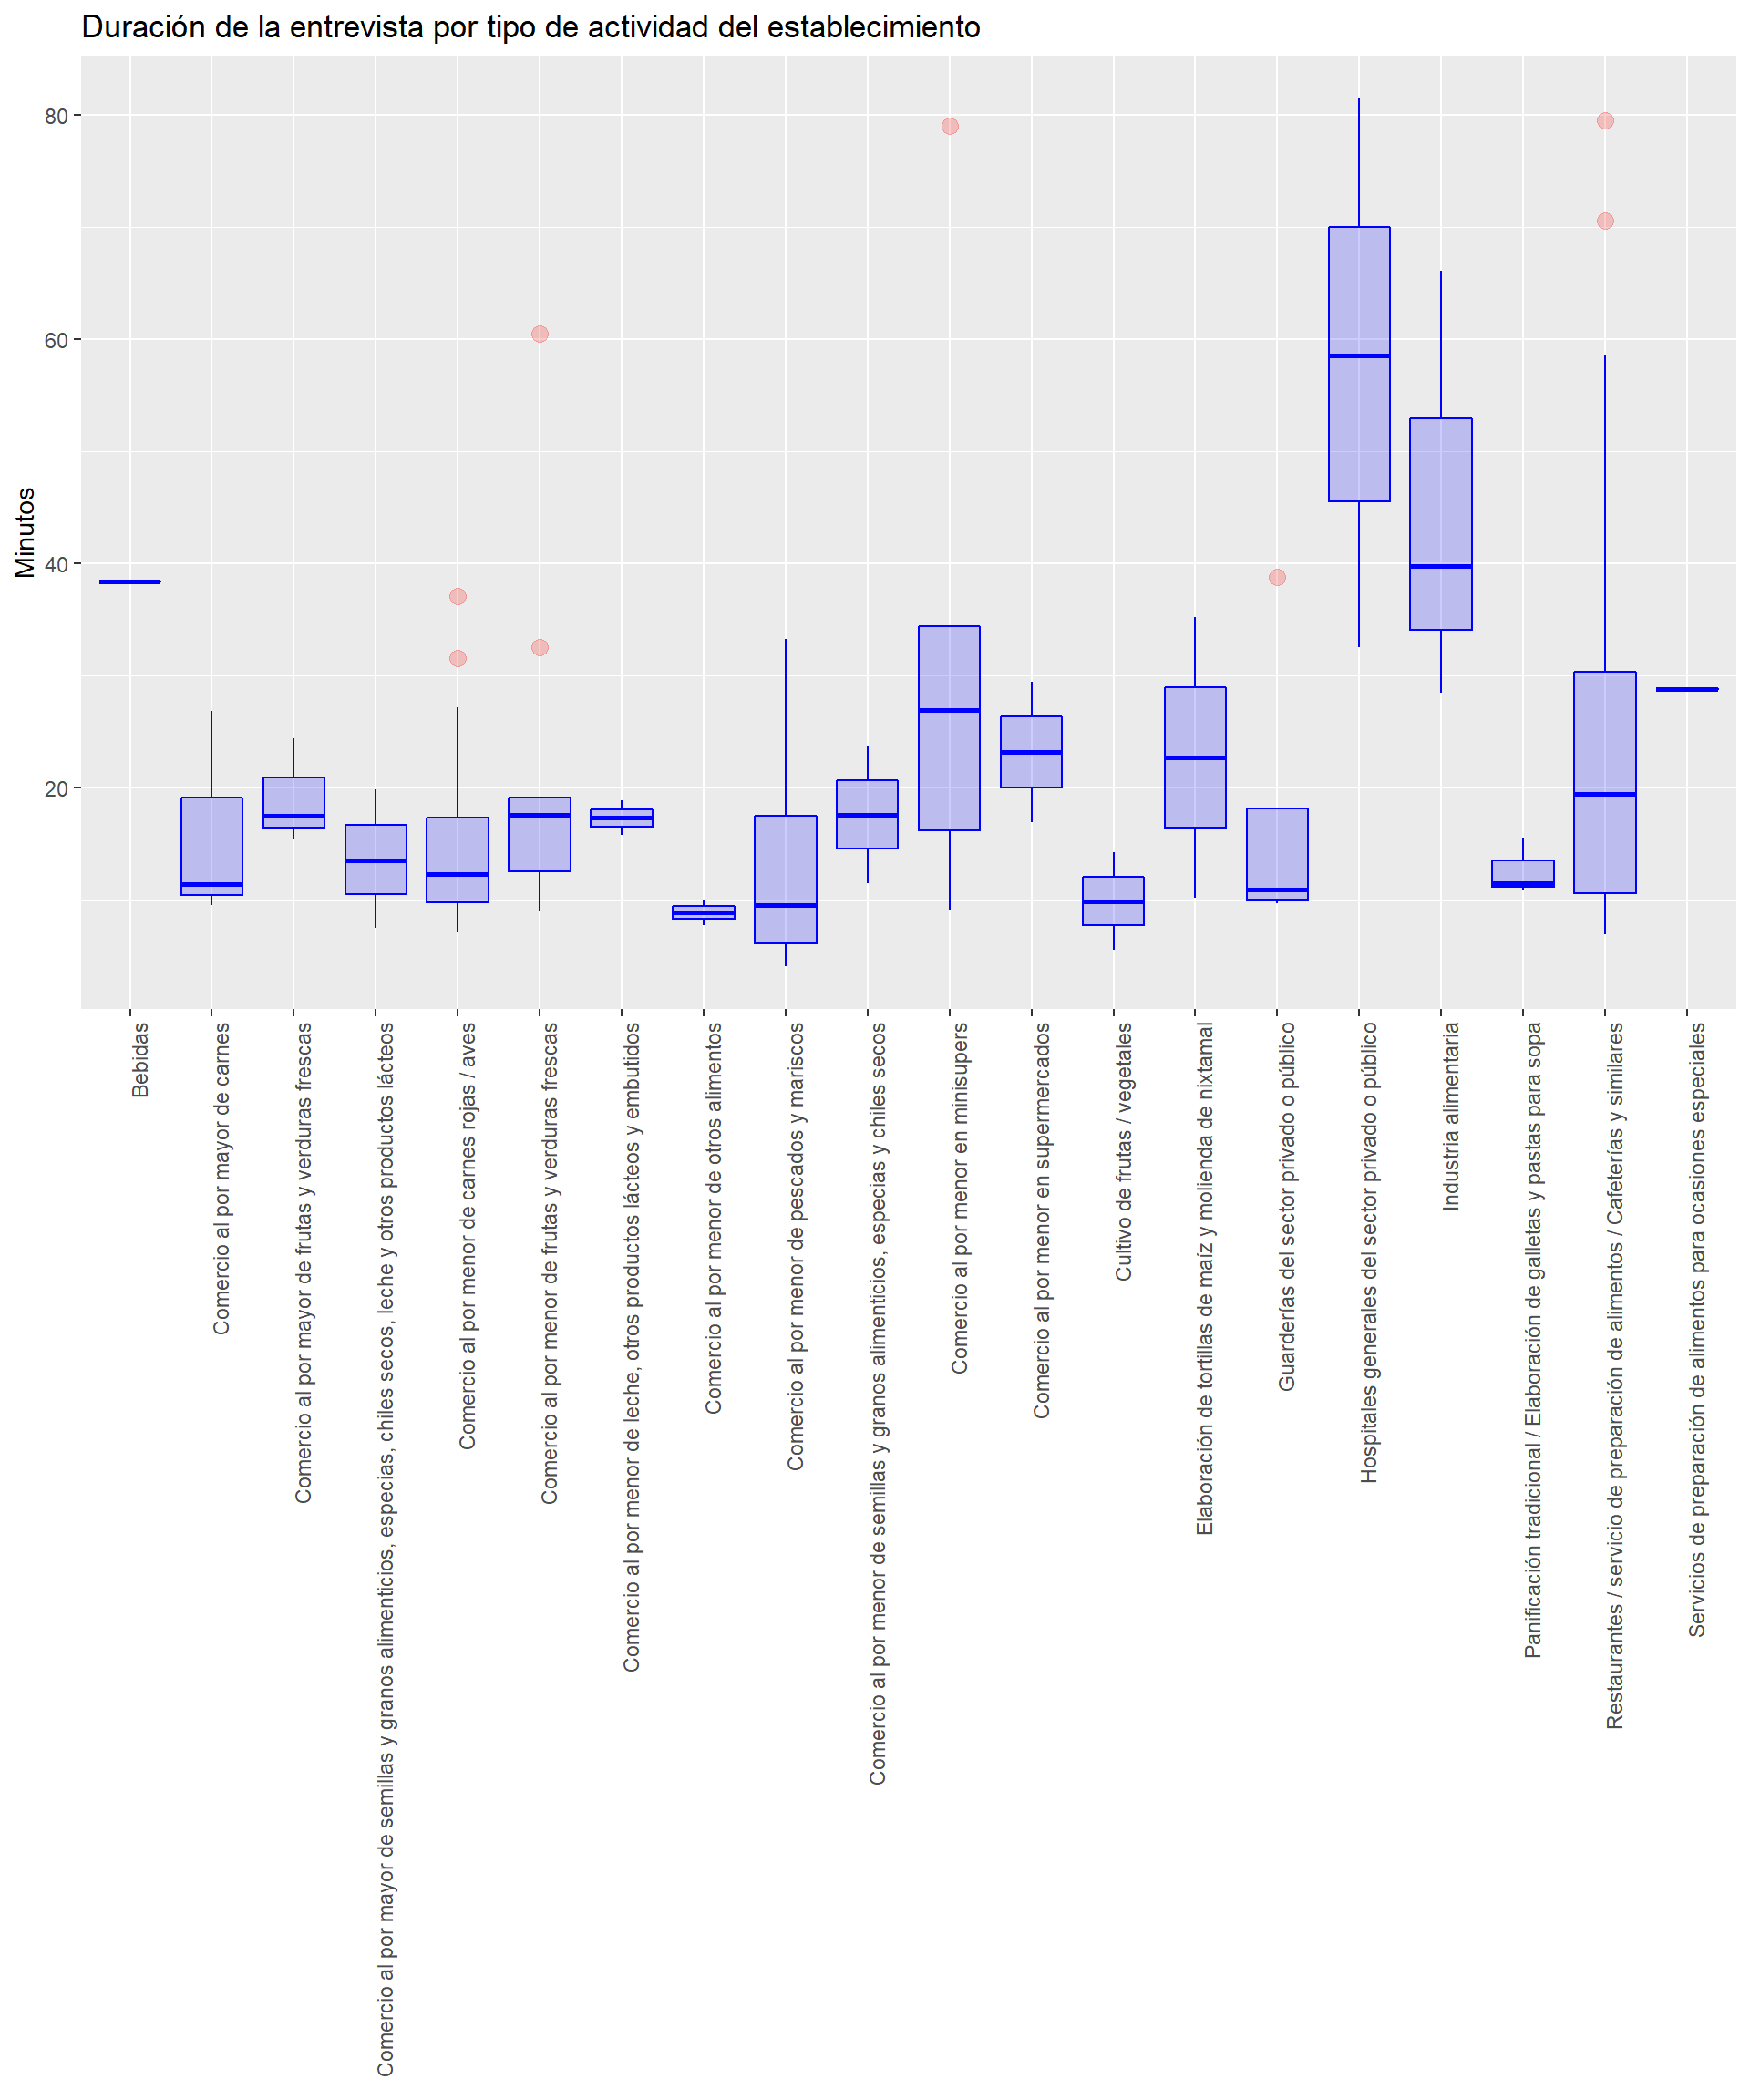 Duración de la entrevista por tipo de actividad del establecimiento
Minutos
80
60
40
20
Bebidas
Comercio al por mayor de carnes
Comercio al por mayor de frutas y verduras frescas
Comercio al por mayor de semillas y granos alimenticios, especias, chiles secos, leche y otros productos lácteos
Comercio al por menor de carnes rojas / aves
Comercio al por menor de frutas y verduras frescas
Comercio al por menor de leche, otros productos lácteos y embutidos
Comercio al por menor de otros alimentos
Comercio al por menor de pescados y mariscos
Comercio al por menor de semillas y granos alimenticios, especias y chiles secos
Comercio al por menor en minisupers
Comercio al por menor en supermercados
Cultivo de frutas / vegetales
Elaboración de tortillas de maíz y molienda de nixtamal
Guarderías del sector privado o público
Hospitales generales del sector privado o público
Industria alimentaria
Panificación tradicional / Elaboración de galletas y pastas para sopa
Restaurantes / servicio de preparación de alimentos / Cafeterías y similares
Servicios de preparación de alimentos para ocasiones especiales